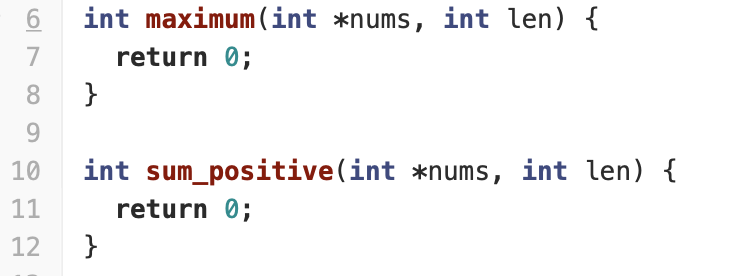 6 int maximum(int *nums, int len) {
7   return 0;
8 }
9
10 int sum_positive(int *nums, int len) {
11   return 0;
12 }